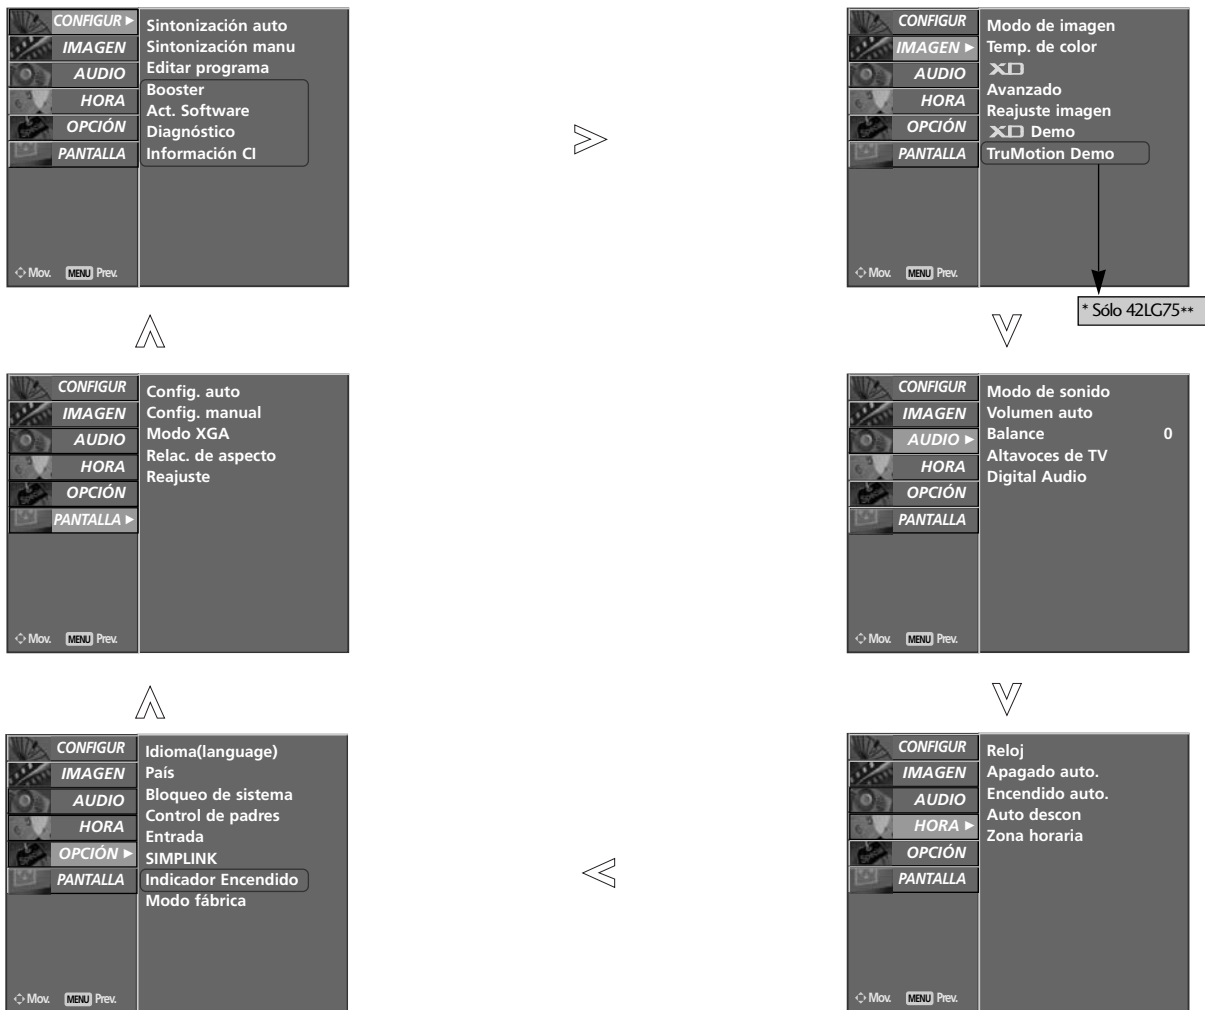 CONFIGUR
IMAGEN
AUDIO
HORA
OPCIÓN
PANTALLA
Sintonización auto
Sintonización manu
Editar programa
Booster
Act. Software
Diagnóstico
Información CI
Mov. MENU Prev.
CONFIGUR
IMAGEN
AUDIO
HORA
OPCIÓN
PANTALLA
Modo de imagen
Temp. de color
XD
Avanzado
Reajuste imagen
XD Demo
TruMotion Demo
Mov. MENU Prev.
* Sólo 42LG75**
CONFIGUR
IMAGEN
AUDIO
HORA
OPCIÓN
PANTALLA
Config. auto
Config. manual
Modo XGA
Relac. de aspecto
Reajuste
Mov. MENU Prev.
CONFIGUR
IMAGEN
AUDIO
HORA
OPCIÓN
PANTALLA
Modo de sonido
Volumen auto
Balance 0
Altavoces de TV
Digital Audio
Mov. MENU Prev.
CONFIGUR
IMAGEN
AUDIO
HORA
OPCIÓN
PANTALLA
Idioma(language)
País
Bloqueo de sistema
Control de padres
Entrada
SIMPLINK
Indicador Encendido
Modo fábrica
Mov. MENU Prev.
CONFIGUR
IMAGEN
AUDIO
HORA
OPCIÓN
PANTALLA
Reloj
Apagado auto.
Encendido auto.
Auto descon
Zona horaria
Mov. MENU Prev.